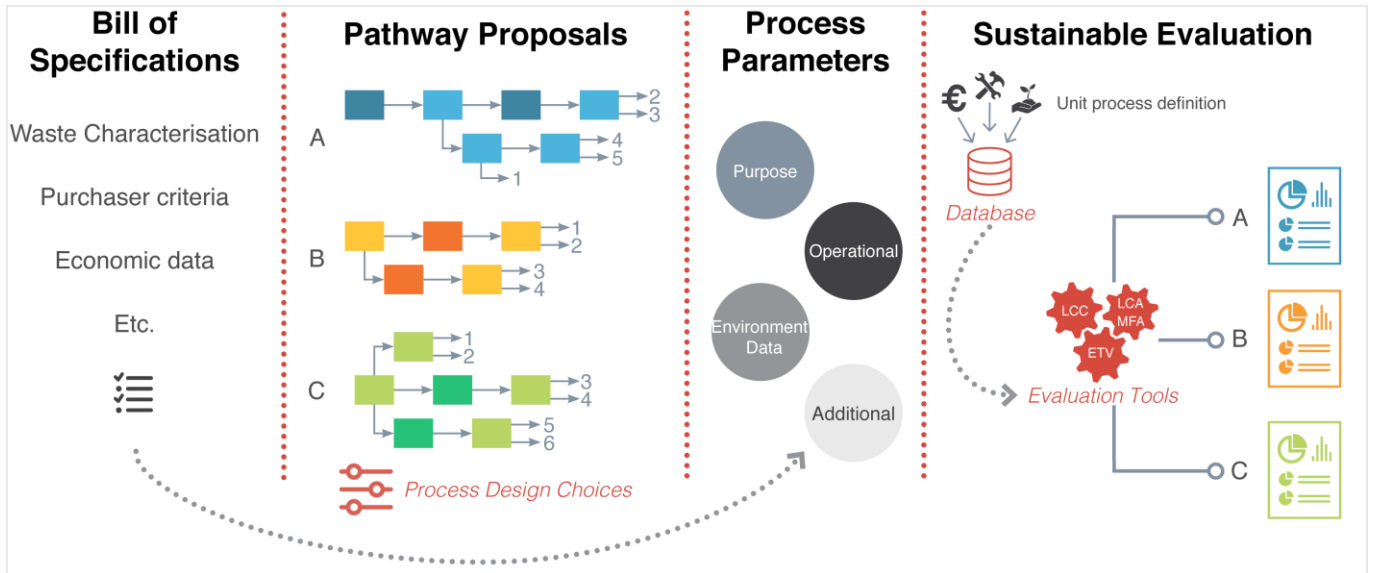 Bill of
Specifications
Waste Characterisation
Purchaser criteria
Economic data
Etc.
Pathway Proposals
A
2
3
4
5
1
B
1
2
3
4
C
1
2
3
4
5
6
Process Design Choices
Process
Parameters
Purpose
Operational
Environment
Data
Additional
Sustainable Evaluation
€
Unit process definition
Database
LCC
LCA
MFA
ETV
Evaluation Tools
A
B
C